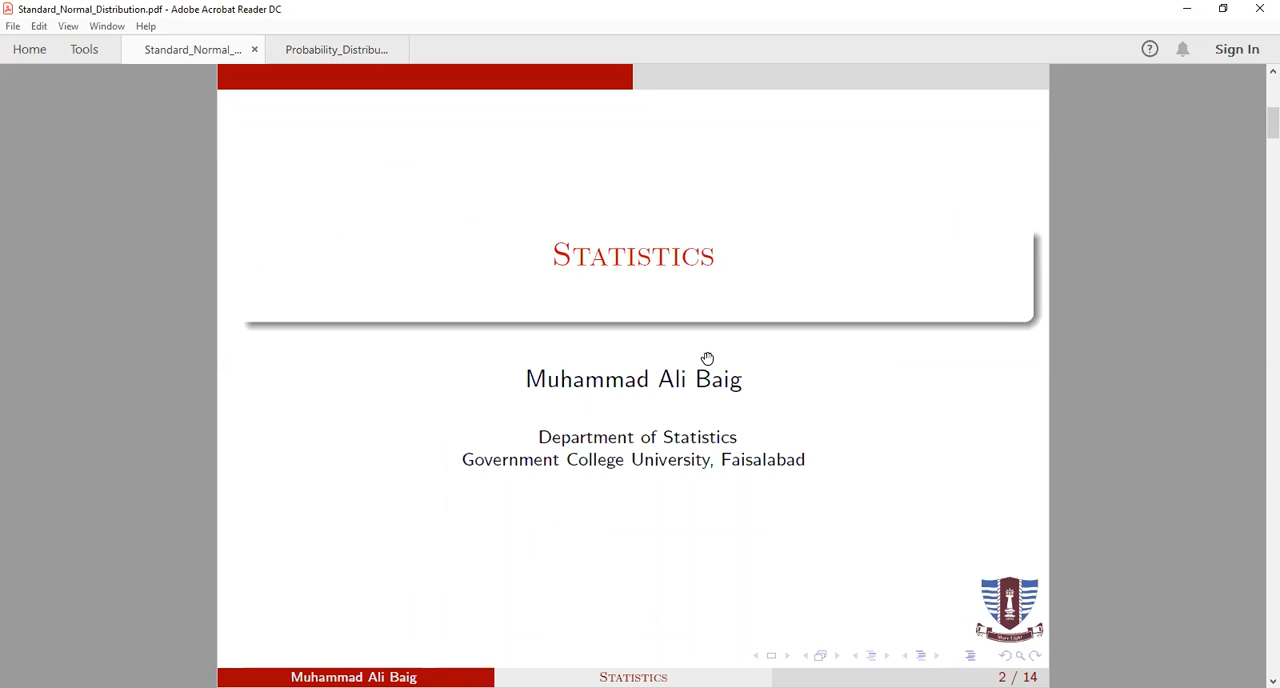 Standard_Normal_Distribution.pdf - Adobe Acrobat Reader DC
File Edit View Window Help
Home Tools Standard_Normal_... × Probability_Distribu... ? Sign In
STATISTICS
Muhammad Ali Baig
Department of Statistics
Government College University, Faisalabad
Muhammad Ali Baig STATISTICS 2 / 14